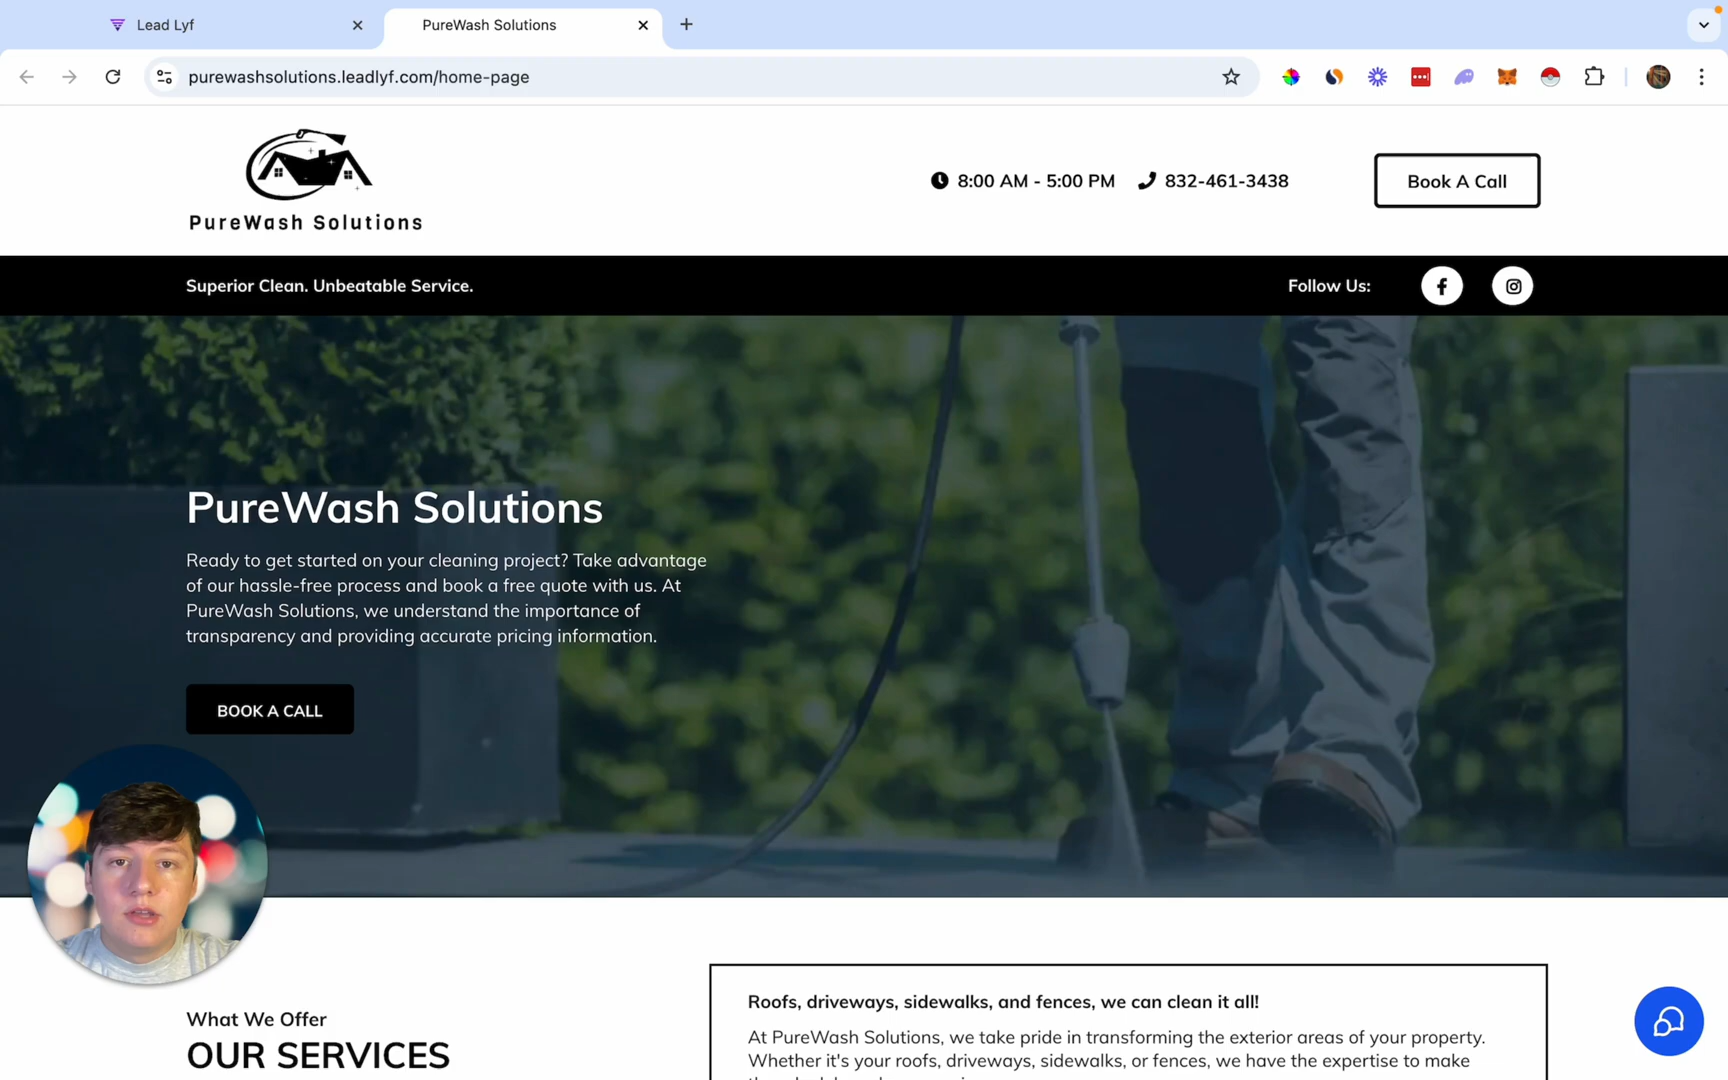 Lead Lyf
PureWash Solutions
purewashsolutions.leadlyf.com/home-page
PureWash Solutions
8:00 AM - 5:00 PM
832-461-3438
Book A Call
Superior Clean. Unbeatable Service.
Follow Us:
PureWash Solutions
Ready to get started on your cleaning project? Take advantage
of our hassle-free process and book a free quote with us. At
PureWash Solutions, we understand the importance of
transparency and providing accurate pricing information.
BOOK A CALL
What We Offer
OUR SERVICES
Roofs, driveways, sidewalks, and fences, we can clean it all!
At PureWash Solutions, we take pride in transforming the exterior areas of your property.
Whether it's your roofs, driveways, sidewalks, or fences, we have the expertise to make